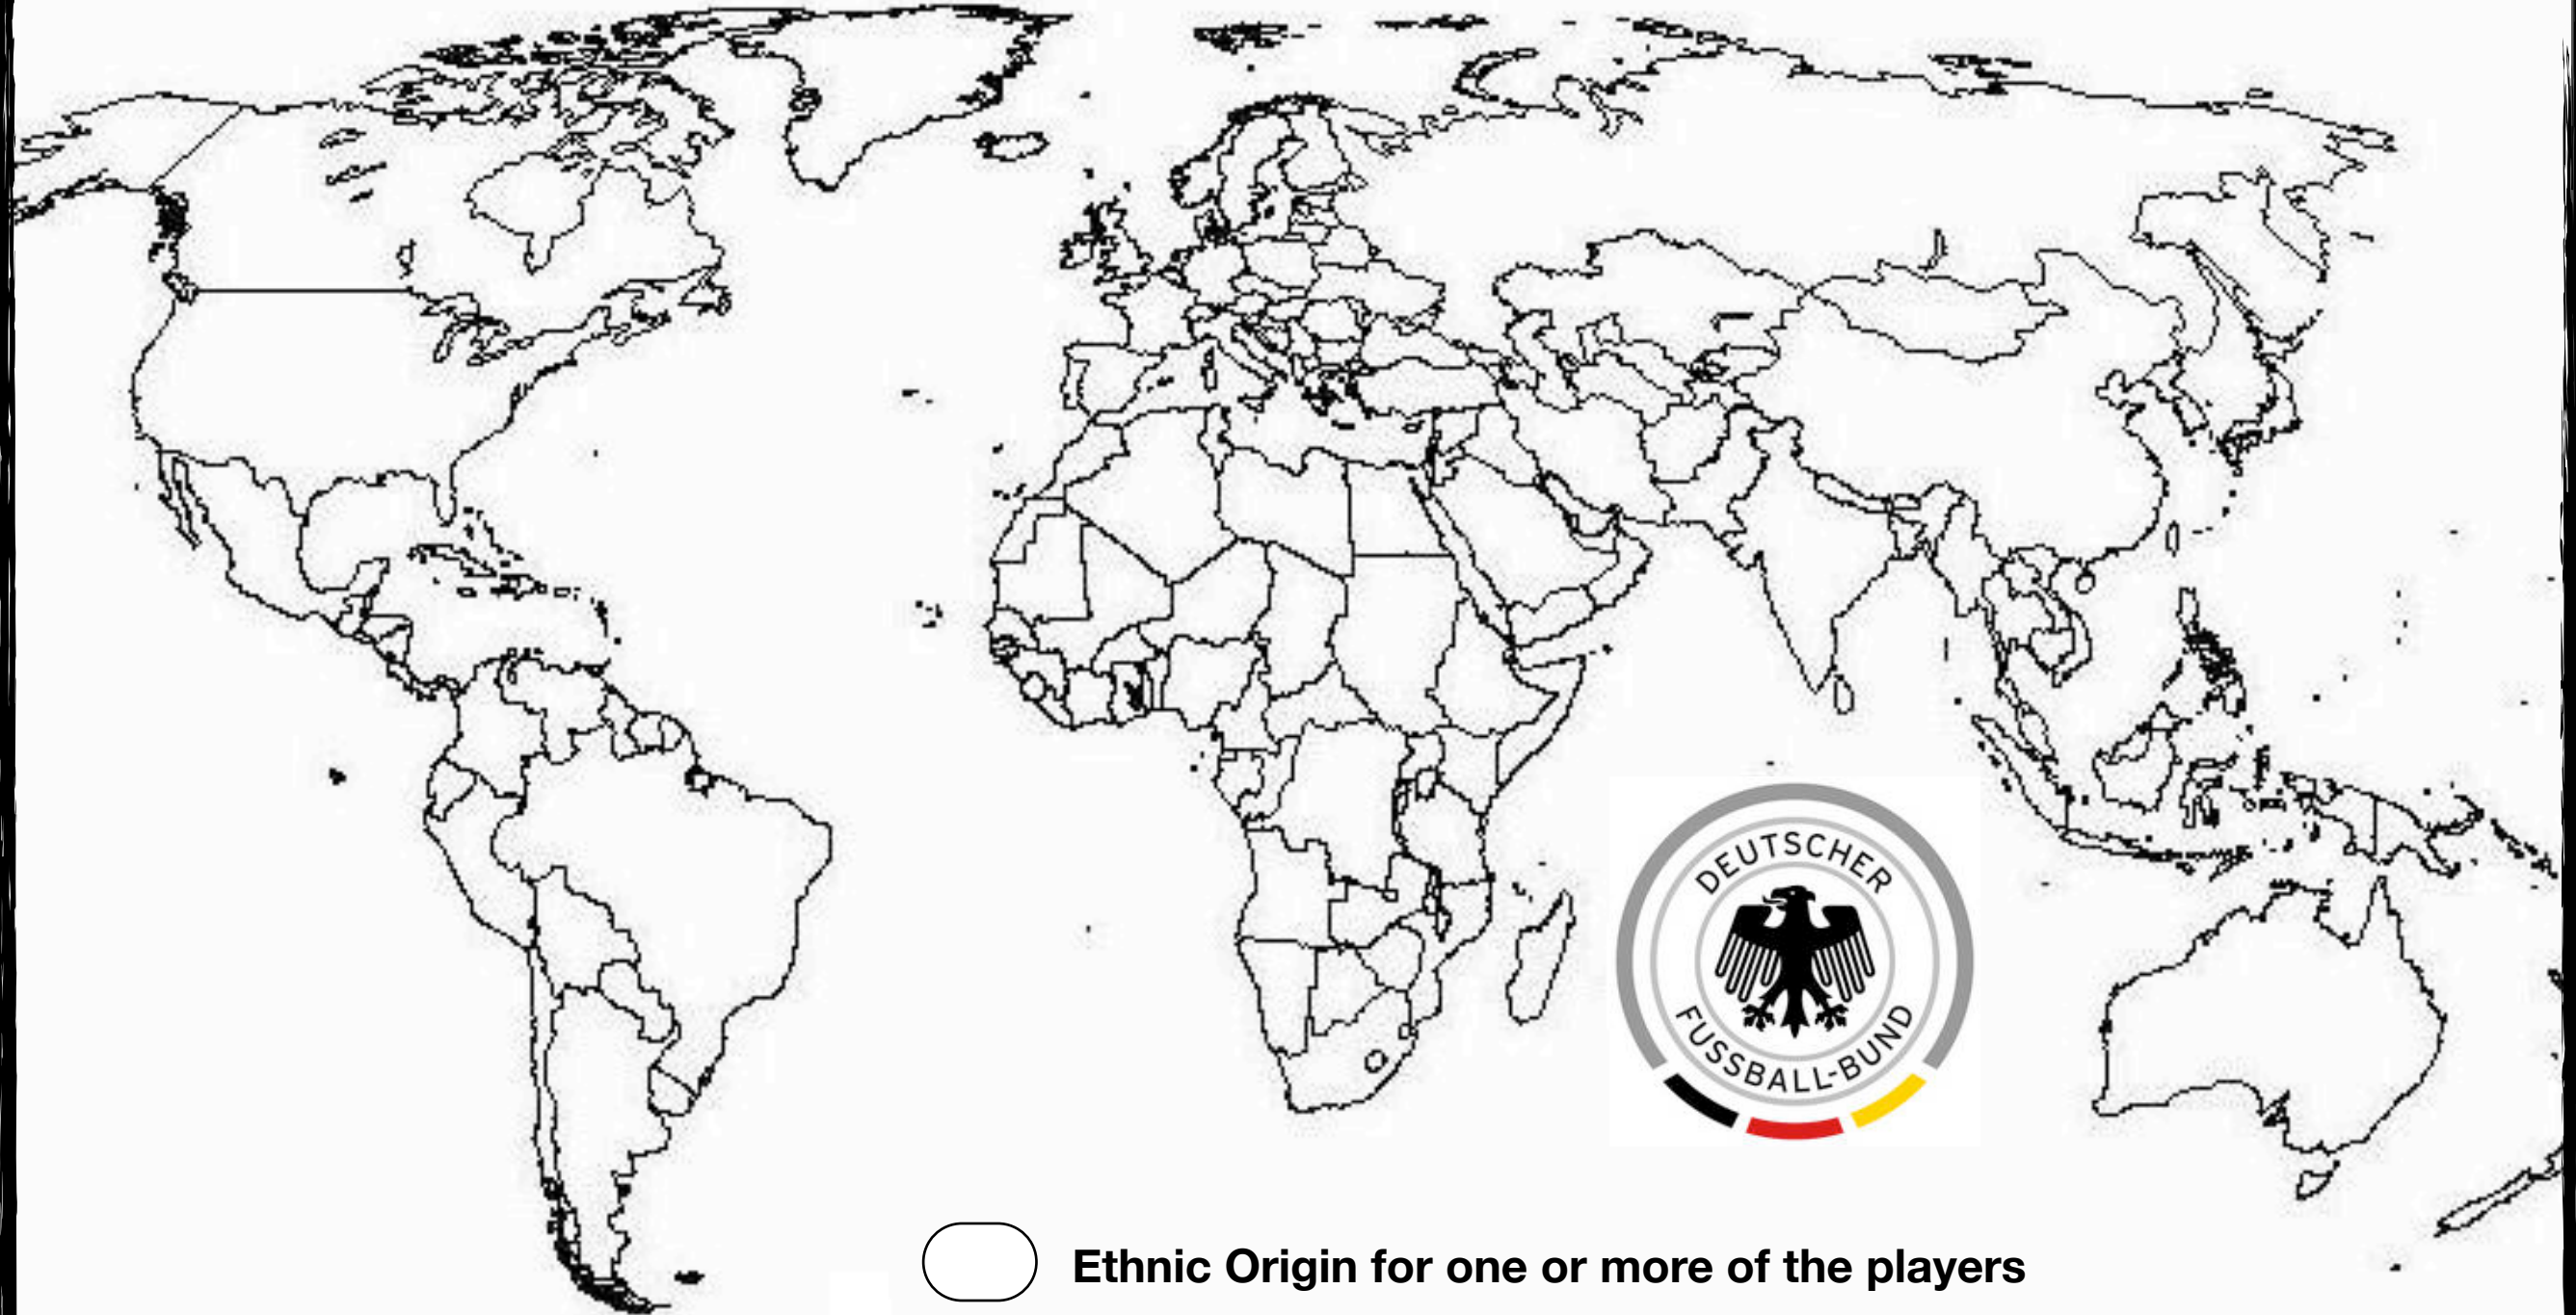 DEUTSCHER
FUSSBALL-BUND
Ethnic Origin for one or more of the players